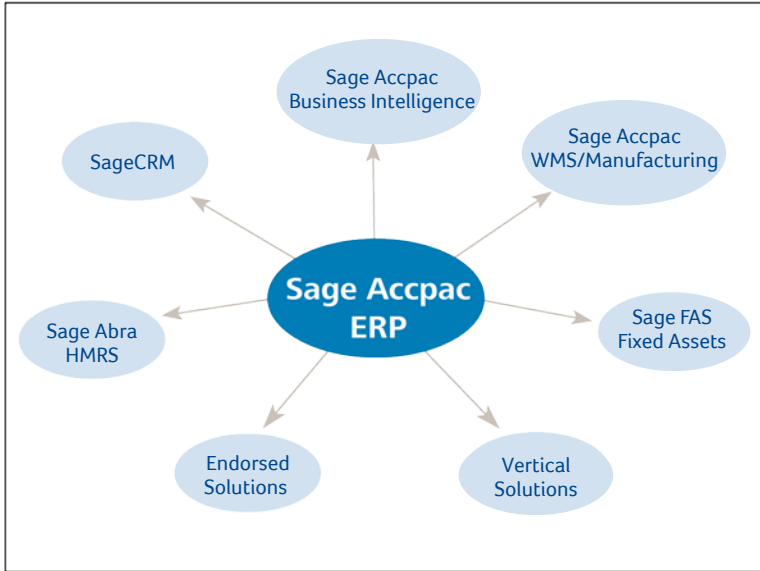 Sage Accpac
Business Intelligence
Sage Accpac
WMS/Manufacturing
SageCRM
Sage Accpac
ERP
Sage Abra
HMRS
Sage FAS
Fixed Assets
Endorsed
Solutions
Vertical
Solutions